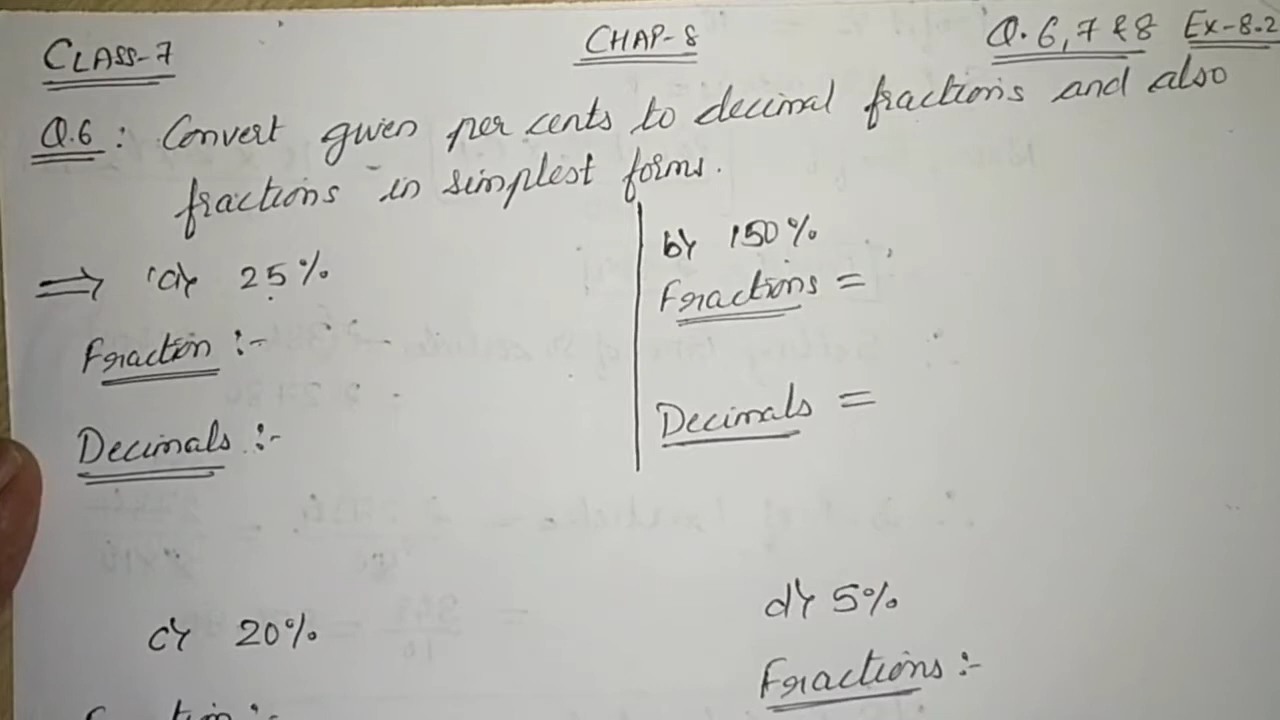 CLASS-7
CHAP-8
Q. 6, 7 & 8 Ex-8.2
Q.6 : Convert given per cents to decimal fractions and also
fractions in simplest forms.
⇒ a) 25%
Fraction :-
Decimals :-
b) 150%
Fractions =
Decimals =
c) 20%
d) 5%
Fractions :-